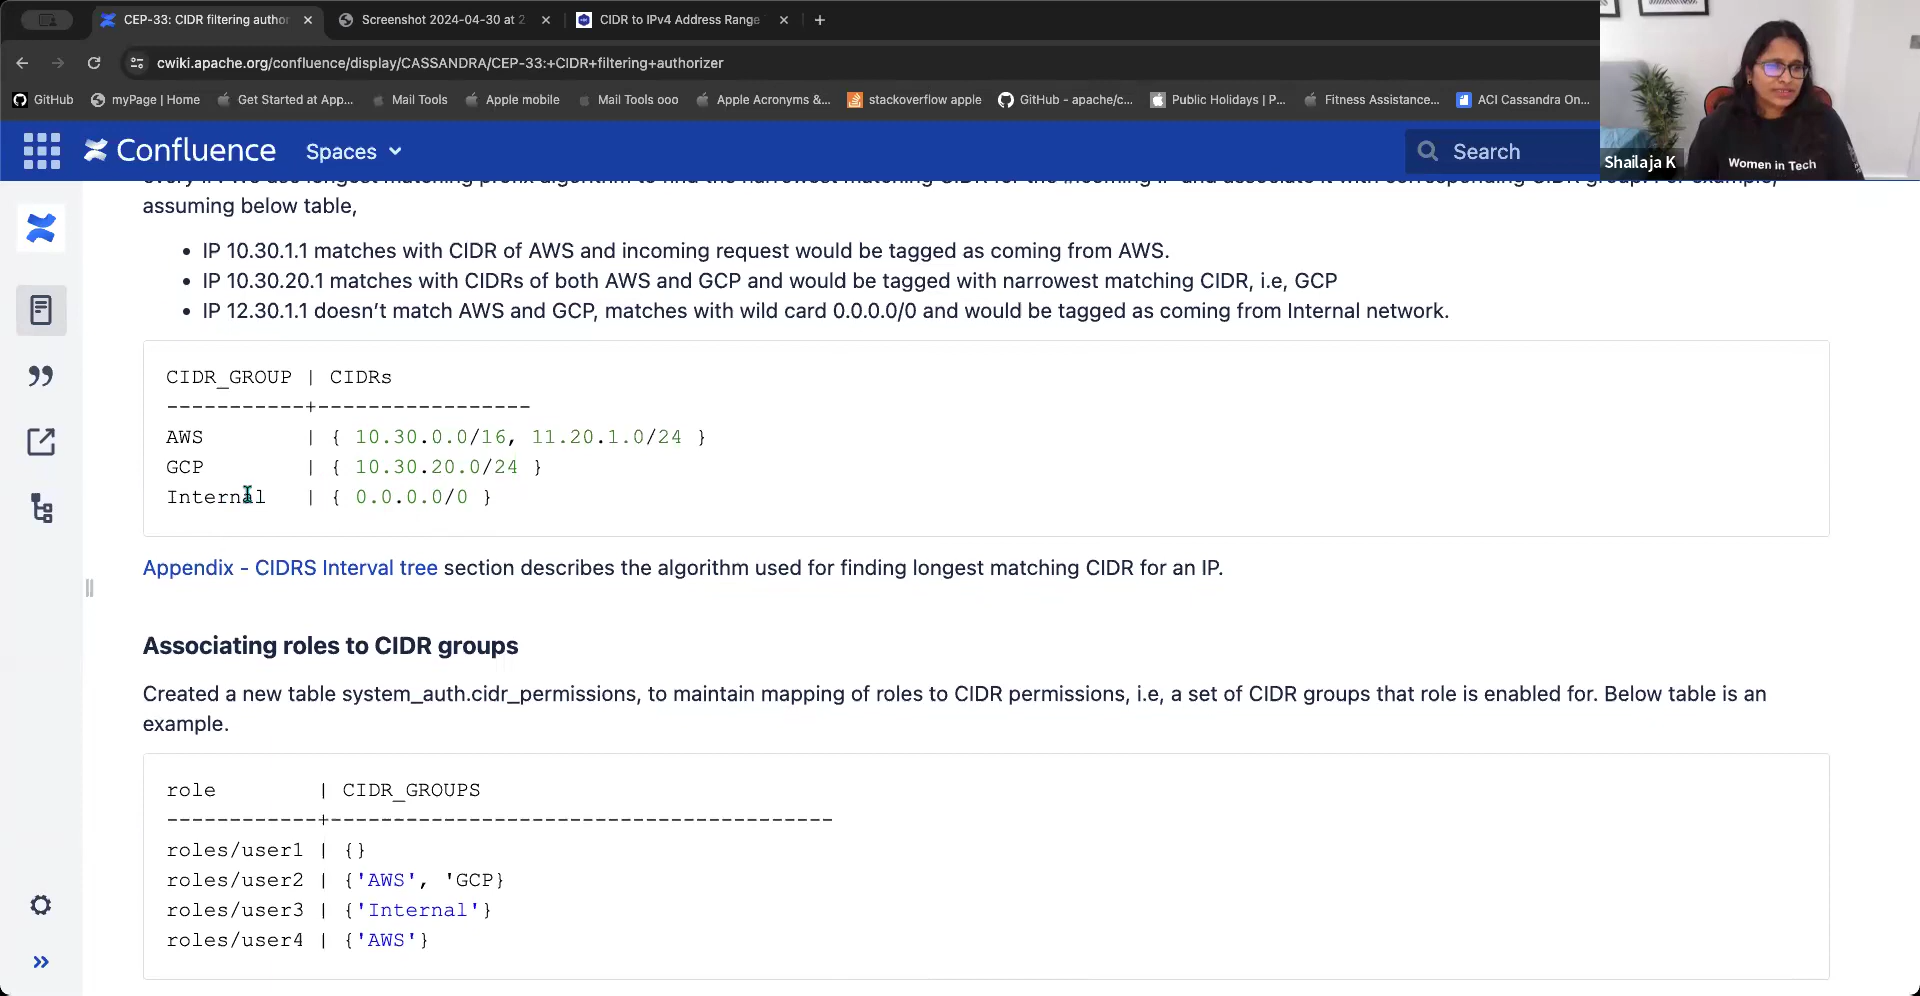 CEP-33: CIDR filtering author
Screenshot 2024-04-30 at 2
CIDR to IPv4 Address Range
cwiki.apache.org/confluence/display/CASSANDRA/CEP-33:+CIDR+filtering+authorizer
GitHub
myPage | Home
Get Started at App...
Mail Tools
Apple mobile
Mail Tools ooo
Apple Acronyms &...
stackoverflow apple
GitHub - apache/c...
Public Holidays | P...
Fitness Assistance...
ACI Cassandra On...
Confluence
Spaces
Search
Shailaja K
Women in Tech
assuming below table,
• IP 10.30.1.1 matches with CIDR of AWS and incoming request would be tagged as coming from AWS.
• IP 10.30.20.1 matches with CIDRs of both AWS and GCP and would be tagged with narrowest matching CIDR, i.e, GCP
• IP 12.30.1.1 doesn’t match AWS and GCP, matches with wild card 0.0.0.0/0 and would be tagged as coming from Internal network.
CIDR_GROUP | CIDRs
-----------+-----------------
AWS | { 10.30.0.0/16, 11.20.1.0/24 }
GCP | { 10.30.20.0/24 }
Internal | { 0.0.0.0/0 }
Appendix - CIDRS Interval tree section describes the algorithm used for finding longest matching CIDR for an IP.
Associating roles to CIDR groups
Created a new table system_auth.cidr_permissions, to maintain mapping of roles to CIDR permissions, i.e, a set of CIDR groups that role is enabled for. Below table is an
example.
role | CIDR_GROUPS
------------+-----------------------------------------
roles/user1 | {}
roles/user2 | {'AWS', 'GCP}
roles/user3 | {'Internal'}
roles/user4 | {'AWS'}